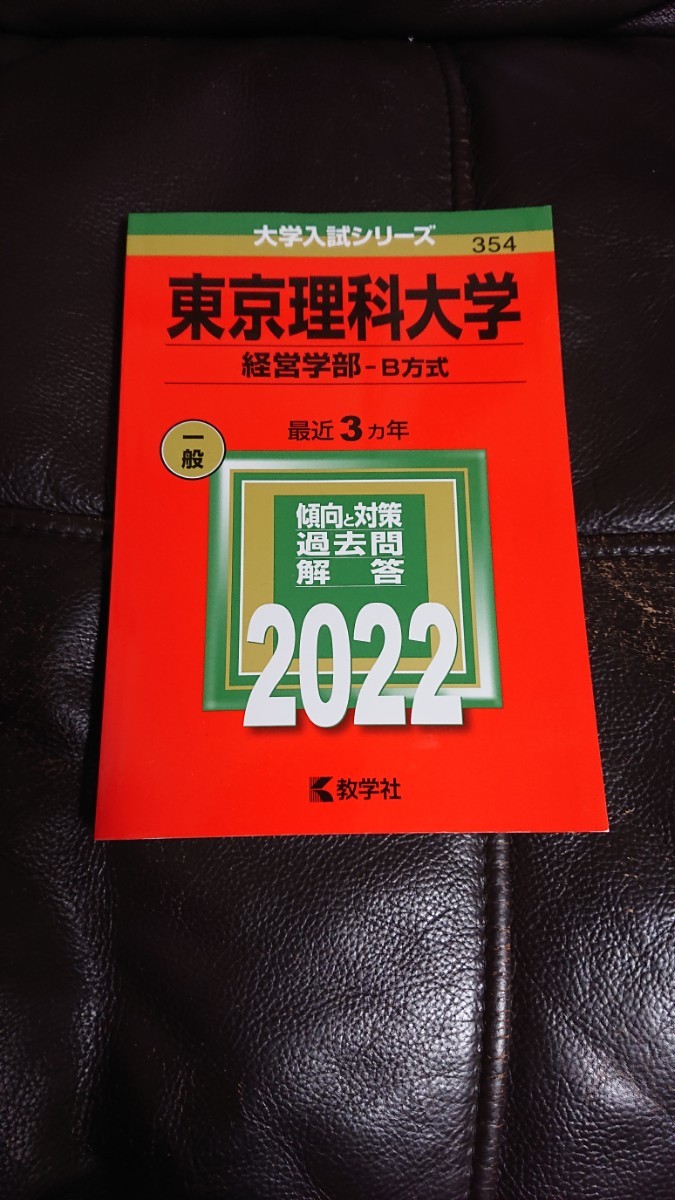 大学入試シリーズ
354
東京理科大学
経営学部-B方式
最近3カ年
一般
傾向と対策
過去問
解答
2022
教学社